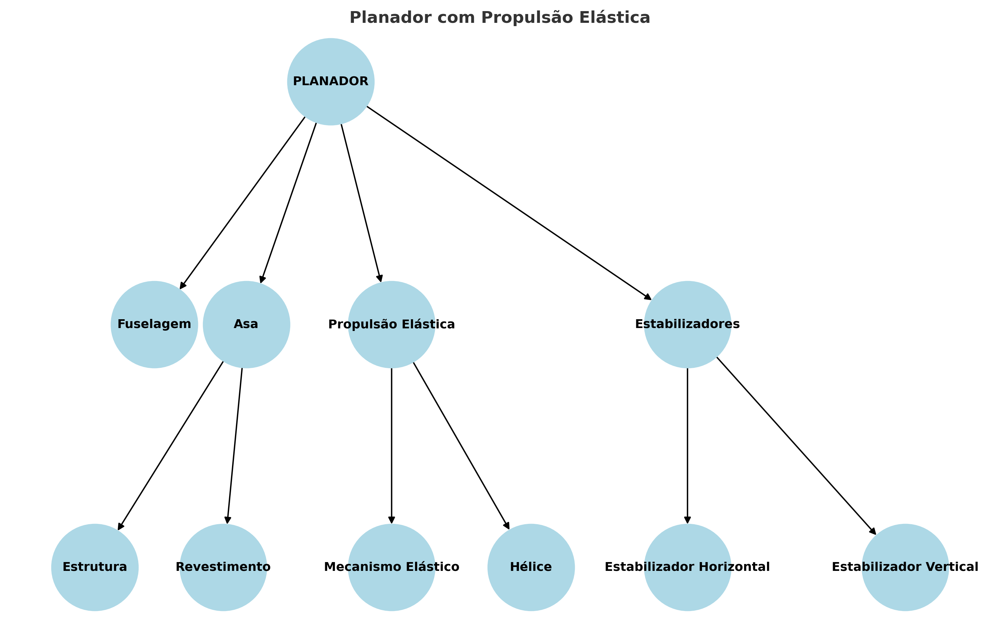 Planador com Propulsão Elástica
PLANADOR
Fuselagem
Asa
Propulsão Elástica
Estabilizadores
Estrutura
Revestimento
Mecanismo Elástico
Hélice
Estabilizador Horizontal
Estabilizador Vertical